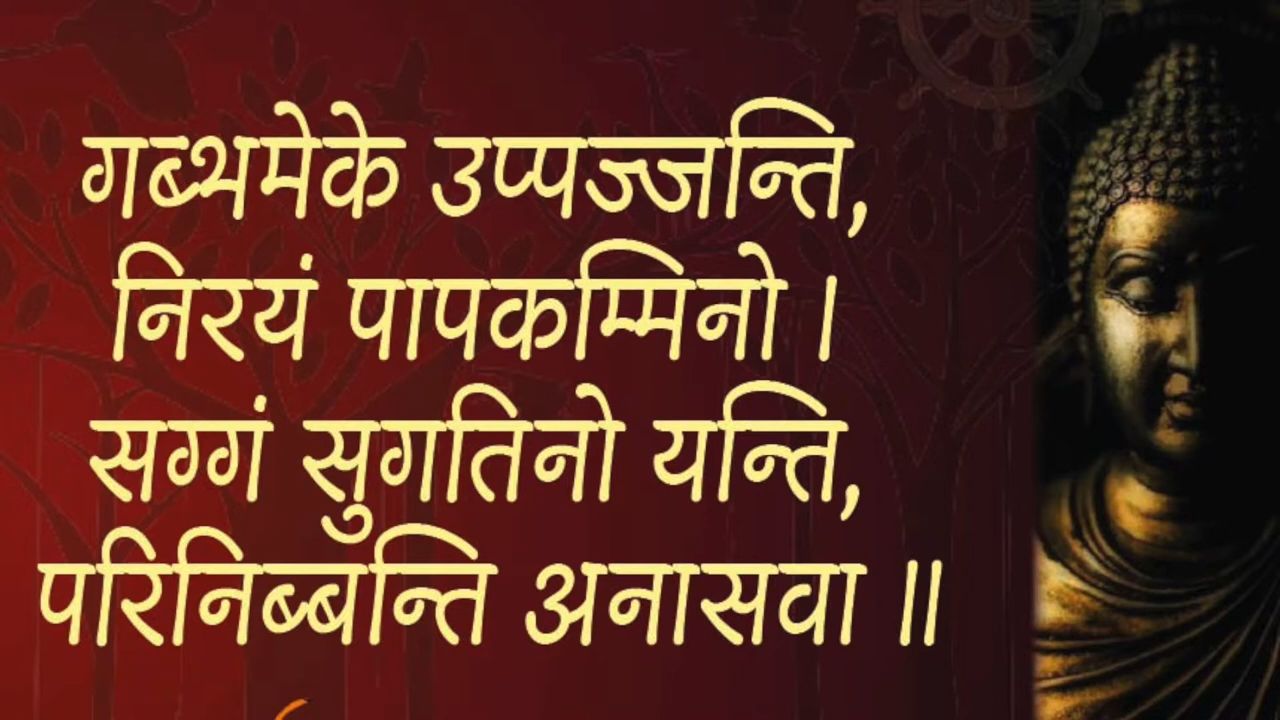 गब्भमेके उप्पज्जन्ति,
निरयं पापकम्मिनो ।
सग्गं सुगतिनो यन्ति,
परिनिब्बन्ति अनासवा ॥